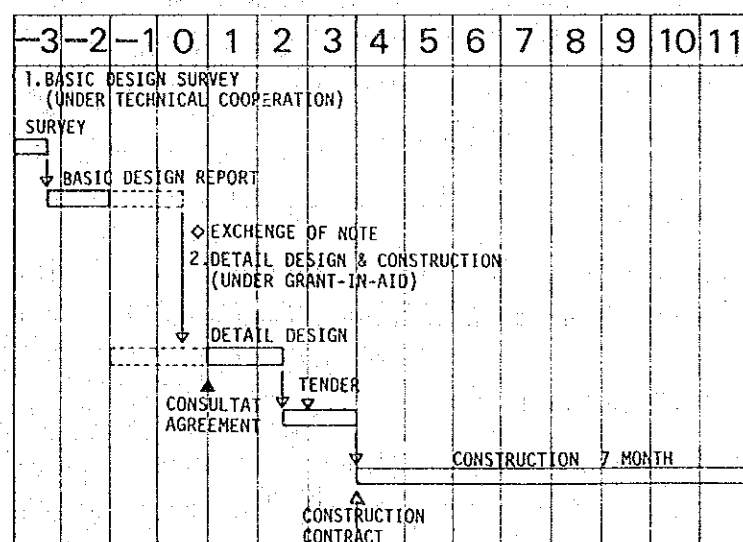 —3 —2 —1 0 1 2 3 4 5 6 7 8 9 10 11
1.BASIC DESIGN SURVEY
(UNDER TECHNICAL COOPERATION)
SURVEY
BASIC DESIGN REPORT
◇ EXCHENGE OF NOTE
2.DETAIL DESIGN & CONSTRUCTION
(UNDER GRANT-IN-AID)
DETAIL DESIGN
TENDER
CONSULTAT
AGREEMENT
CONSTRUCTION 7 MONTH
CONSTRUCTION
CONTRACT